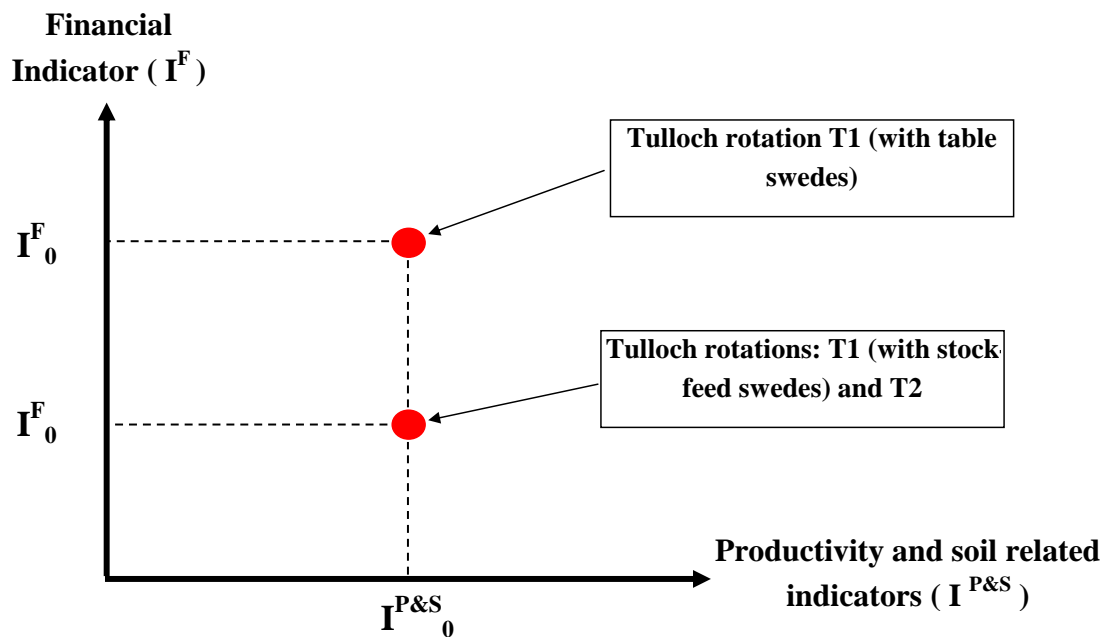 Financial
Indicator ( I^F )
Tulloch rotation T1 (with table
swedes)
I^F_0
Tulloch rotations: T1 (with stock-
feed swedes) and T2
I^F_0
Productivity and soil related
indicators ( I ^P&S )
I^P&S_0